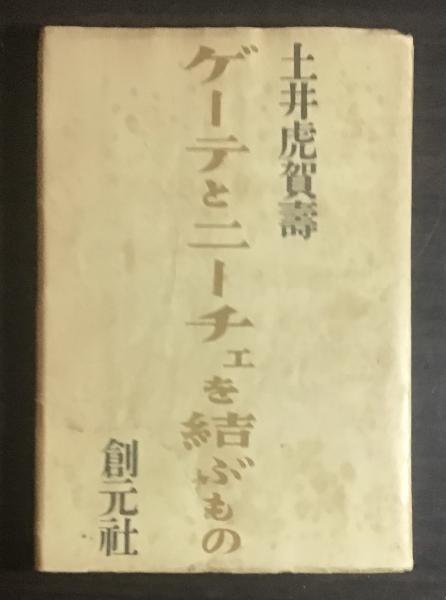 土井虎賀壽
ゲーテとニーチェを結ぶもの
創元社